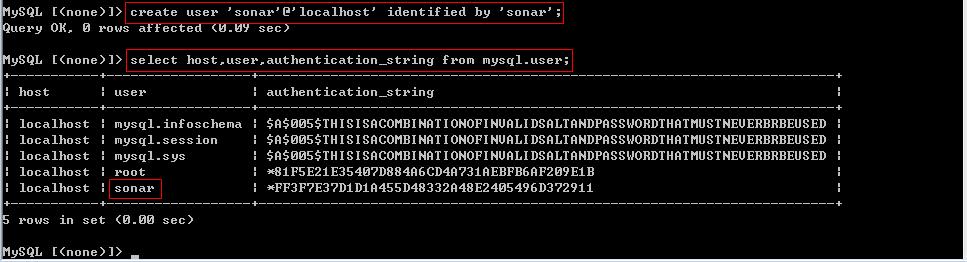 MySQL [(none)]> create user 'sonar'@'localhost' identified by 'sonar';
Query OK, 0 rows affected (0.09 sec)
MySQL [(none)]> select host,user,authentication_string from mysql.user;
+-----------+------------------+------------------------------------------------------------------------+
| host      | user             | authentication_string                                                  |
+-----------+------------------+------------------------------------------------------------------------+
| localhost | mysql.infoschema | $A$005$THISISACOMBINATIONOFINVALIDSALTANDPASSWORDTHATMUSTNEVERBRBEUSED |
| localhost | mysql.session    | $A$005$THISISACOMBINATIONOFINVALIDSALTANDPASSWORDTHATMUSTNEVERBRBEUSED |
| localhost | mysql.sys        | $A$005$THISISACOMBINATIONOFINVALIDSALTANDPASSWORDTHATMUSTNEVERBRBEUSED |
| localhost | root             | *81F5E21E35407D884A6CD4A731AEBFB6AF209E1B                              |
| localhost | sonar            | *FF3F7E37D1D1A455D48332A48E2405496D372911                              |
+-----------+------------------+------------------------------------------------------------------------+
5 rows in set (0.00 sec)
MySQL [(none)]> _